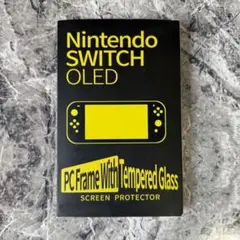 Nintendo
SWITCH
OLED
PC Frame With Tempered Glass
SCREEN PROTECTOR